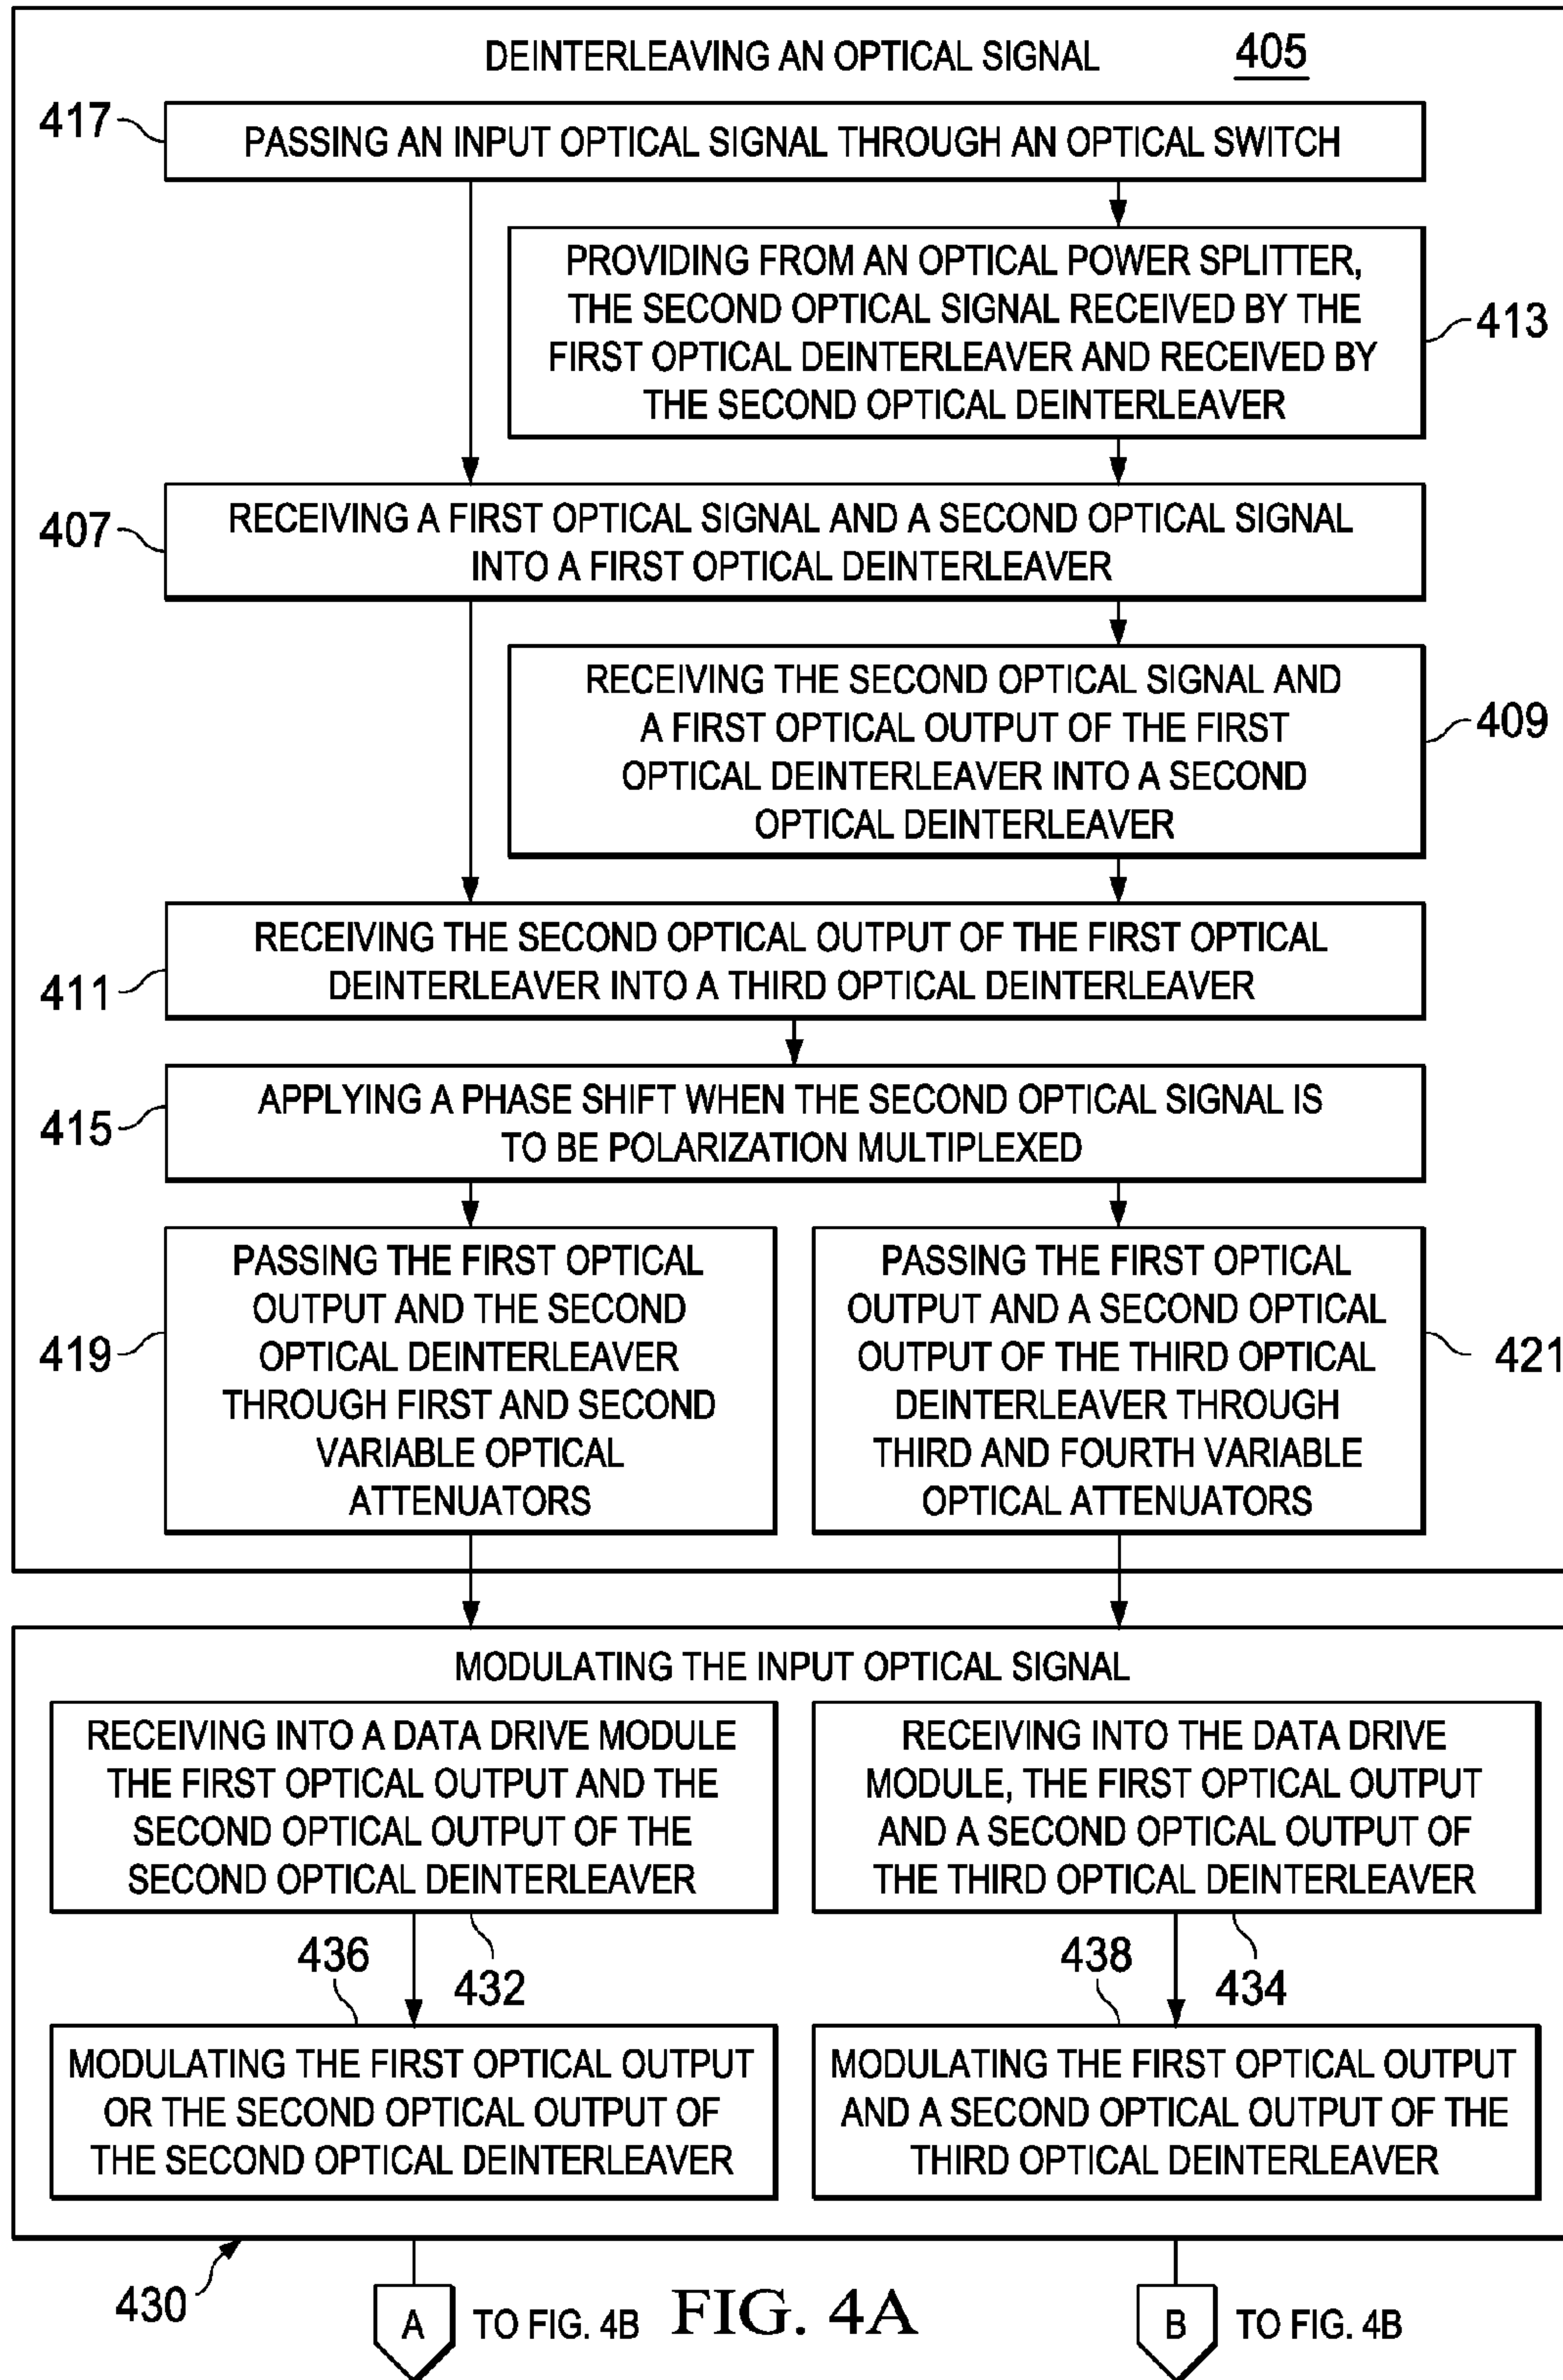 DEINTERLEAVING AN OPTICAL SIGNAL 405
417
PASSING AN INPUT OPTICAL SIGNAL THROUGH AN OPTICAL SWITCH
PROVIDING FROM AN OPTICAL POWER SPLITTER,
THE SECOND OPTICAL SIGNAL RECEIVED BY THE
FIRST OPTICAL DEINTERLEAVER AND RECEIVED BY
THE SECOND OPTICAL DEINTERLEAVER
413
407
RECEIVING A FIRST OPTICAL SIGNAL AND A SECOND OPTICAL SIGNAL
INTO A FIRST OPTICAL DEINTERLEAVER
RECEIVING THE SECOND OPTICAL SIGNAL AND
A FIRST OPTICAL OUTPUT OF THE FIRST
OPTICAL DEINTERLEAVER INTO A SECOND
OPTICAL DEINTERLEAVER
409
RECEIVING THE SECOND OPTICAL OUTPUT OF THE FIRST OPTICAL
DEINTERLEAVER INTO A THIRD OPTICAL DEINTERLEAVER
411
APPLYING A PHASE SHIFT WHEN THE SECOND OPTICAL SIGNAL IS
TO BE POLARIZATION MULTIPLEXED
415
PASSING THE FIRST OPTICAL
OUTPUT AND THE SECOND
OPTICAL DEINTERLEAVER
THROUGH FIRST AND SECOND
VARIABLE OPTICAL
ATTENUATORS
419
PASSING THE FIRST OPTICAL
OUTPUT AND A SECOND OPTICAL
OUTPUT OF THE THIRD OPTICAL
DEINTERLEAVER THROUGH
THIRD AND FOURTH VARIABLE
OPTICAL ATTENUATORS
421
MODULATING THE INPUT OPTICAL SIGNAL
RECEIVING INTO A DATA DRIVE MODULE
THE FIRST OPTICAL OUTPUT AND THE
SECOND OPTICAL OUTPUT OF THE
SECOND OPTICAL DEINTERLEAVER
RECEIVING INTO THE DATA DRIVE
MODULE, THE FIRST OPTICAL OUTPUT
AND A SECOND OPTICAL OUTPUT OF
THE THIRD OPTICAL DEINTERLEAVER
436
432
438
434
MODULATING THE FIRST OPTICAL OUTPUT
OR THE SECOND OPTICAL OUTPUT OF
THE SECOND OPTICAL DEINTERLEAVER
MODULATING THE FIRST OPTICAL OUTPUT
AND A SECOND OPTICAL OUTPUT OF THE
THIRD OPTICAL DEINTERLEAVER
430
A TO FIG. 4B
FIG. 4A
B TO FIG. 4B